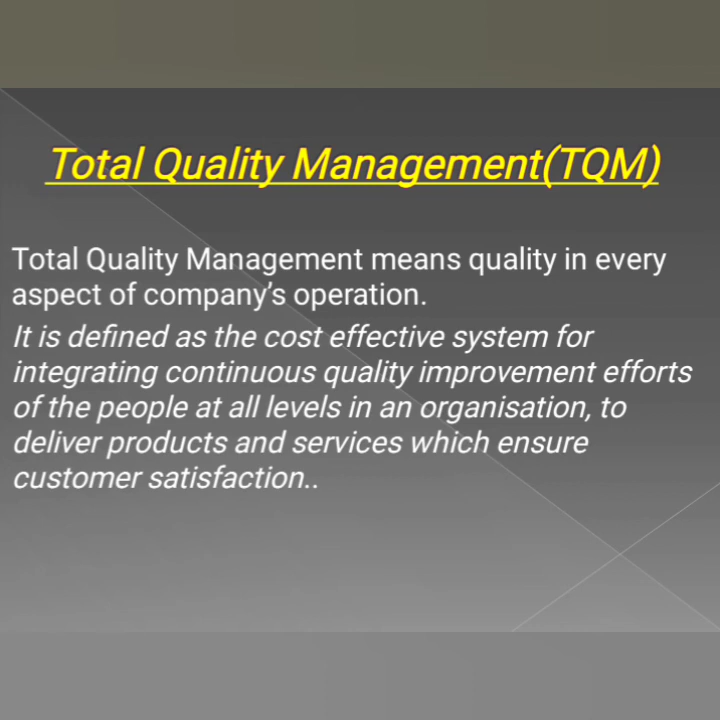 Total Quality Management(TQM)
Total Quality Management means quality in every
aspect of company's operation.
It is defined as the cost effective system for
integrating continuous quality improvement efforts
of the people at all levels in an organisation, to
deliver products and services which ensure
customer satisfaction..